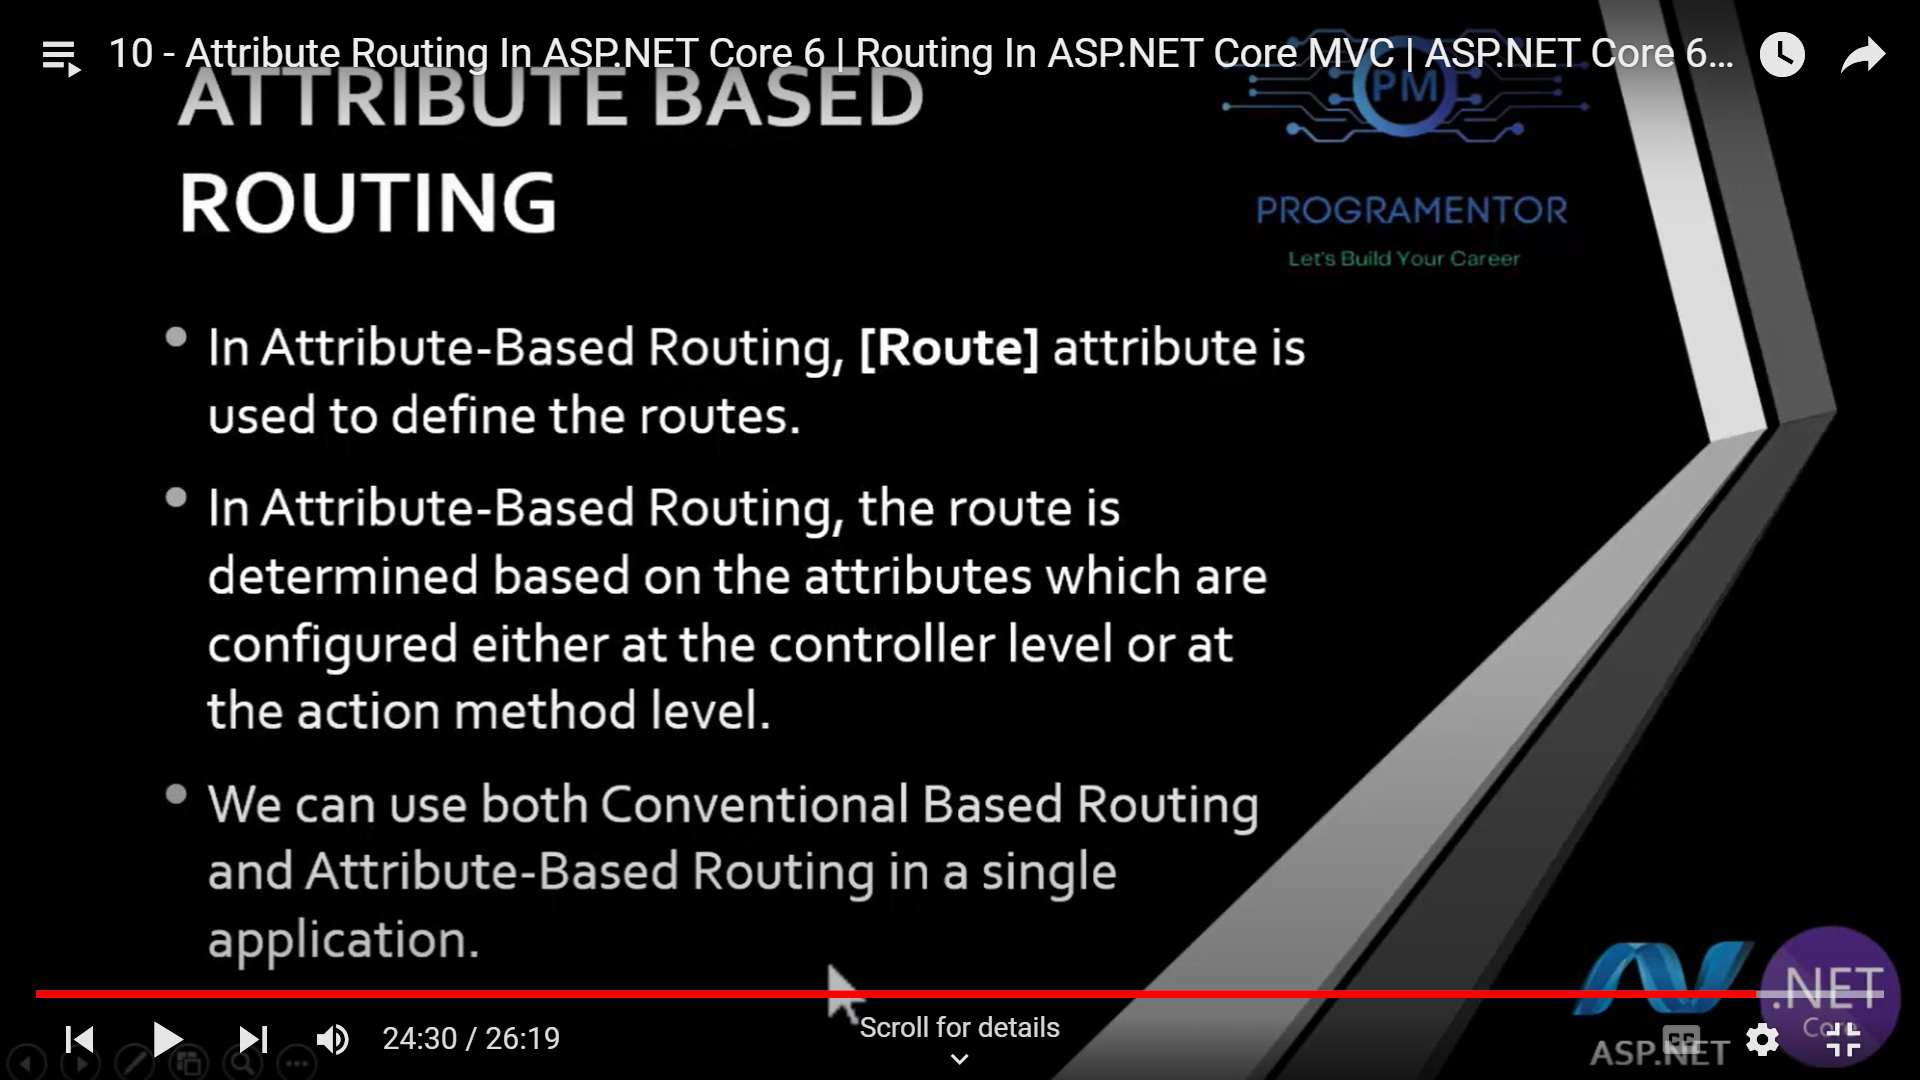 10 - Attribute Routing In ASP.NET Core 6 | Routing In ASP.NET Core MVC | ASP.NET Core 6...
ATTRIBUTE BASED
ROUTING
PM
PROGRAMENTOR
Let's Build Your Career
In Attribute-Based Routing, [Route] attribute is
used to define the routes.
In Attribute-Based Routing, the route is
determined based on the attributes which are
configured either at the controller level or at
the action method level.
We can use both Conventional Based Routing
and Attribute-Based Routing in a single
application.
.NET
Core
ASP.NET
CC
24:30 / 26:19
Scroll for details